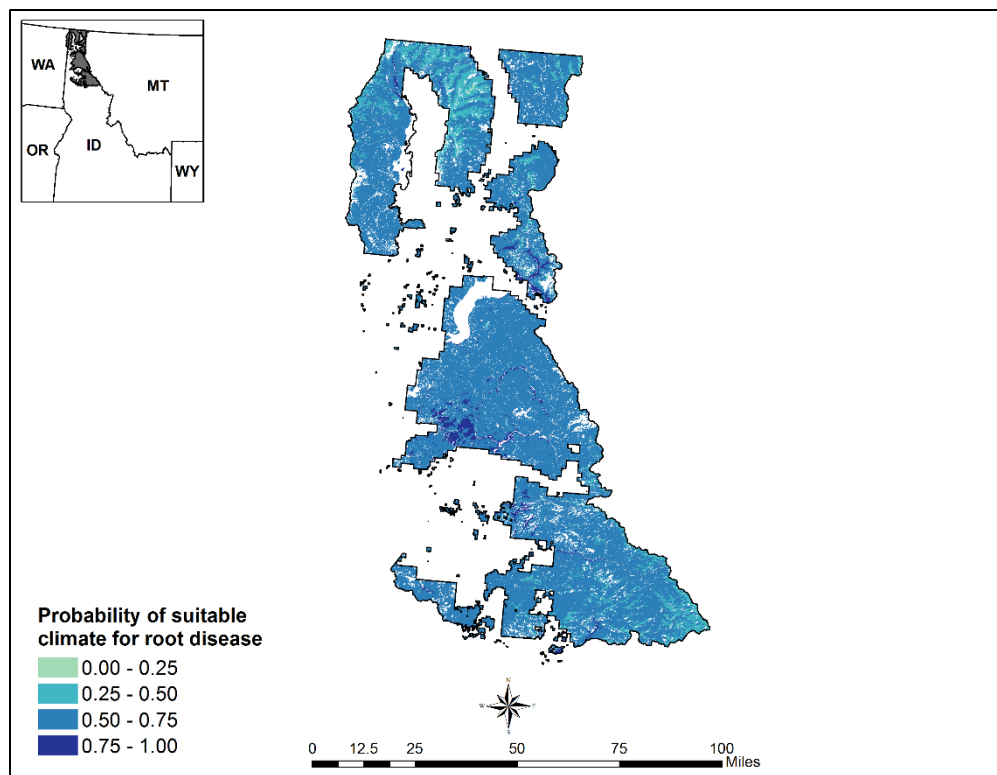 WA
MT
OR
ID
WY
Probability of suitable
climate for root disease
0.00 - 0.25
0.25 - 0.50
0.50 - 0.75
0.75 - 1.00
N
W
E
S
0 12.5 25 50 75 100
Miles